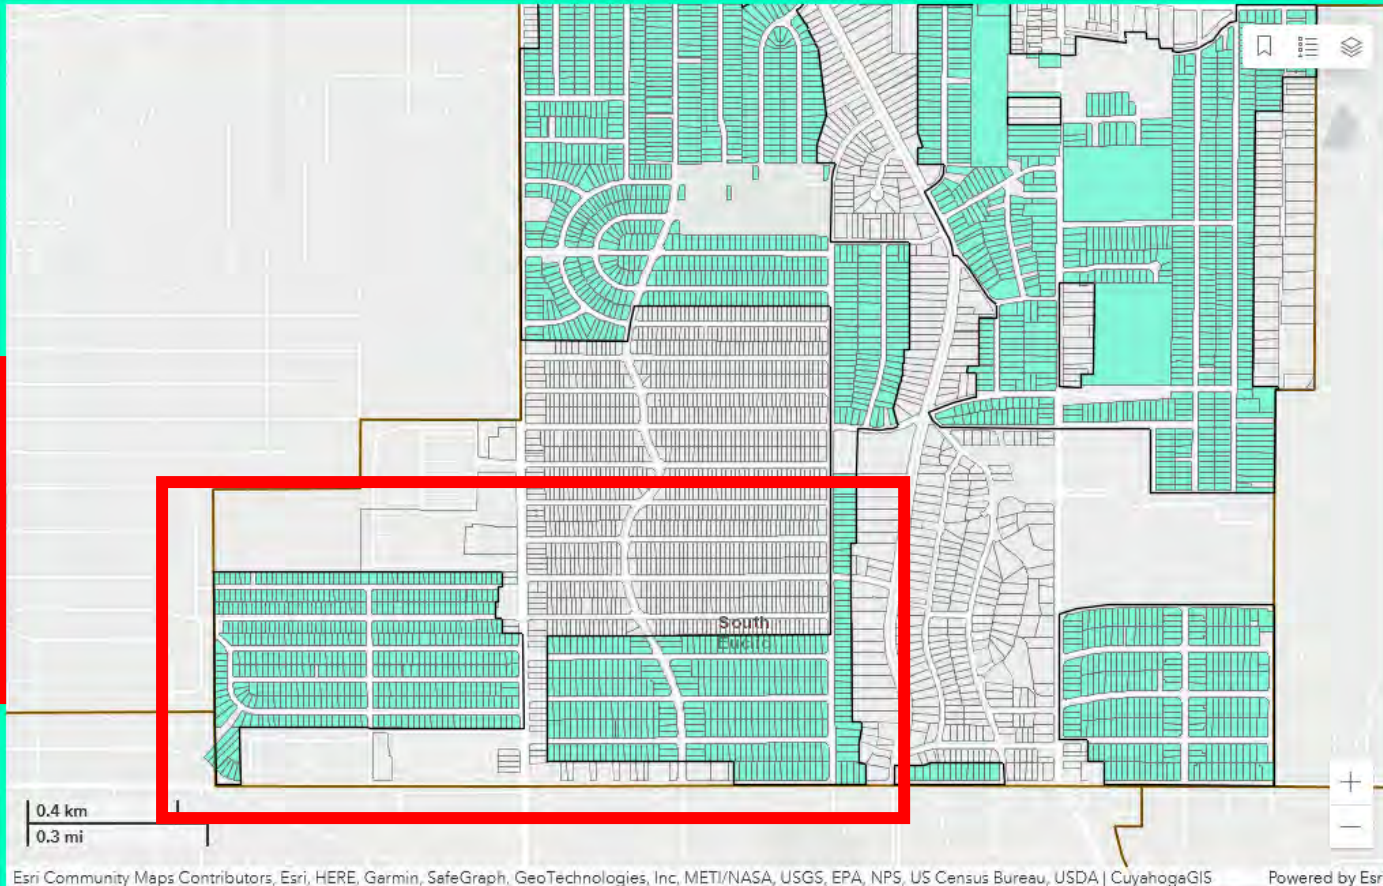 South
Euclid
0.4 km
0.3 mi
Esri Community Maps Contributors, Esri, HERE, Garmin, SafeGraph, GeoTechnologies, Inc, METI/NASA, USGS, EPA, NPS, US Census Bureau, USDA | CuyahogaGIS
Powered by Esr